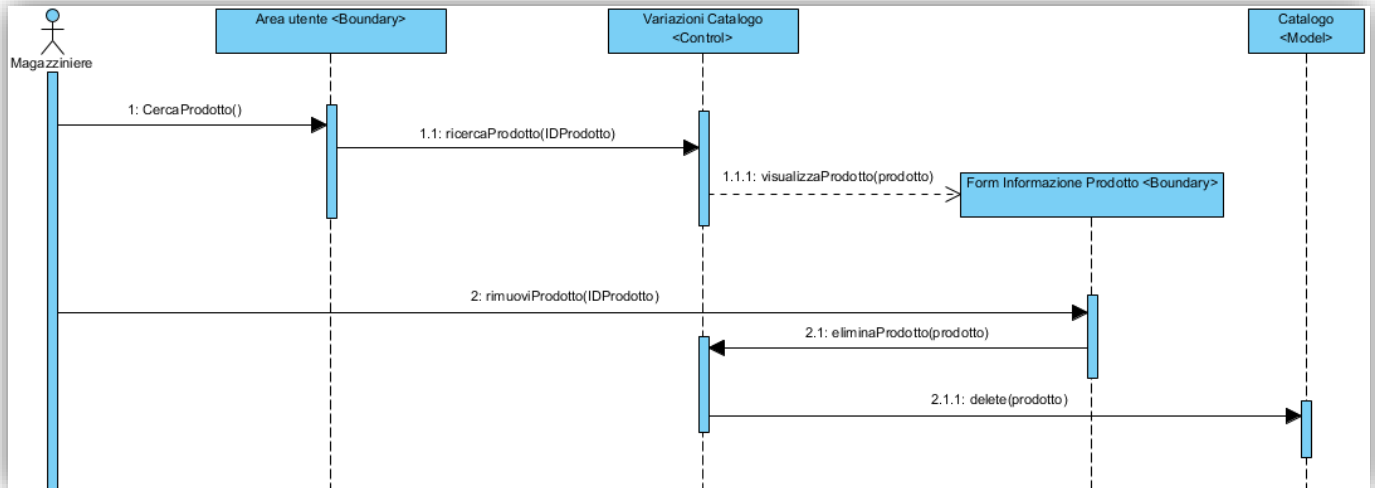 Area utente <Boundary>
Variazioni Catalogo
<Control>
Catalogo
<Model>
Magazziniere
1: CercaProdotto()
1.1: ricercaProdotto(IDProdotto)
1.1.1: visualizzaProdotto(prodotto)
Form Informazione Prodotto <Boundary>
2: rimuoviProdotto(IDProdotto)
2.1: eliminaProdotto(prodotto)
2.1.1: delete(prodotto)